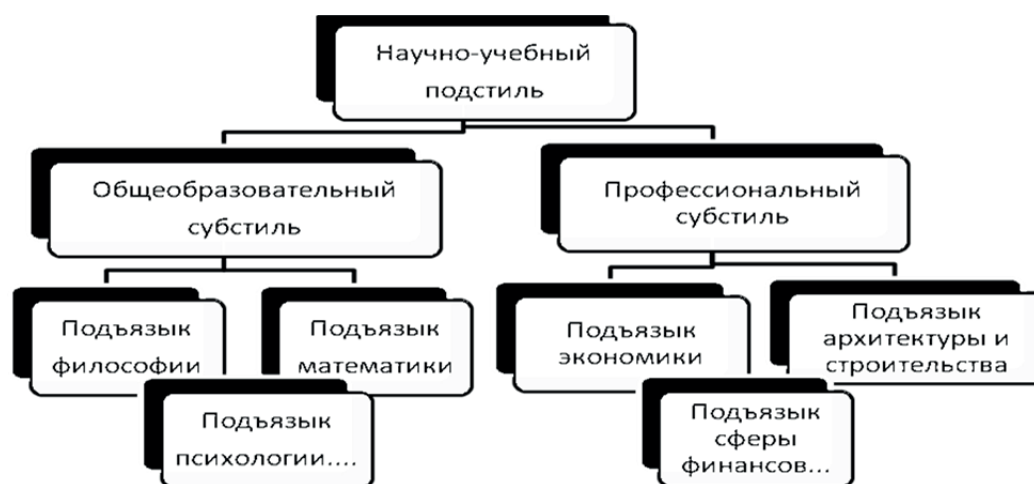 Научно-учебный
подстиль
Общеобразовательный
субстиль
Профессиональный
субстиль
Подъязык
философии
Подъязык
математики
Подъязык
психологии....
Подъязык
экономики
Подъязык
архитектуры и
строительства
Подъязык
сферы
финансов...